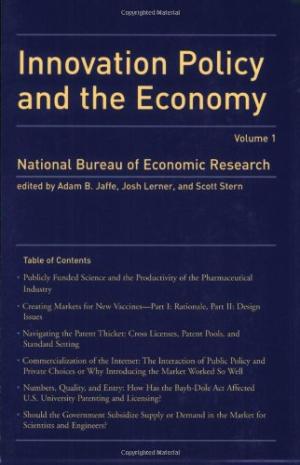 Innovation Policy
and the Economy
Volume 1
National Bureau of Economic Research
edited by Adam B. Jaffe, Josh Lerner, and Scott Stern
Table of Contents
• Publicly Funded Science and the Productivity of the Pharmaceutical
Industry
• Creating Markets for New Vaccines—Part I: Rationale, Part II: Design
Issues
• Navigating the Patent Thicket: Cross Licenses, Patent Pools, and
Standard Setting
• Commercialization of the Internet: The Interaction of Public Policy and
Private Choices or Why Introducing the Market Worked So Well
• Numbers, Quality, and Entry: How Has the Bayh-Dole Act Affected
U.S. University Patenting and Licensing?
• Should the Government Subsidize Supply or Demand in the Market for
Scientists and Engineers?